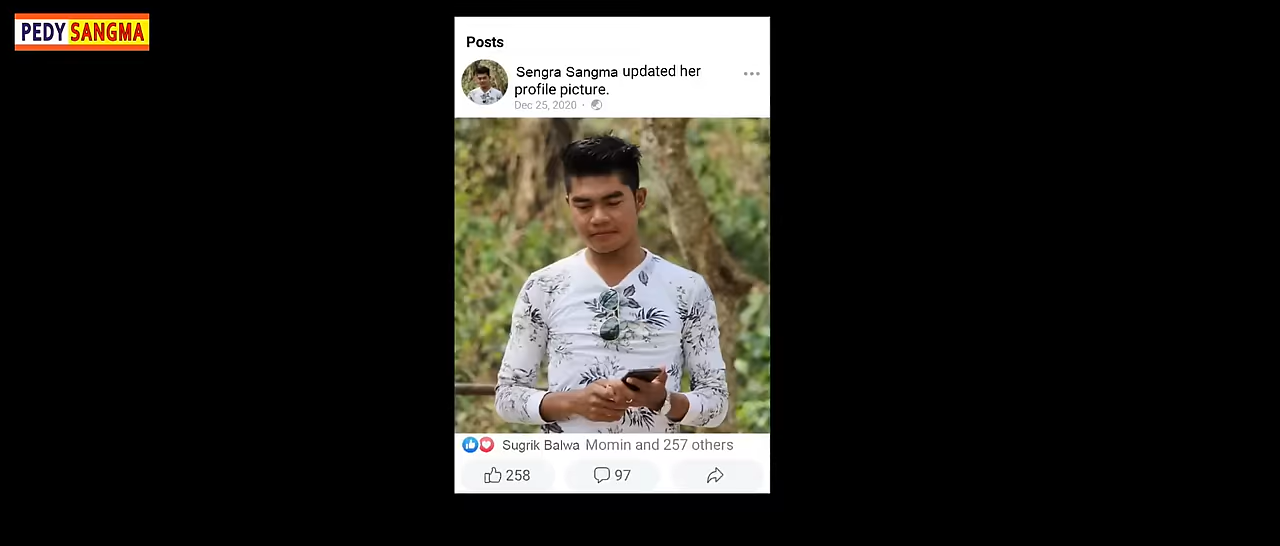 PEDY SANGMA
Posts
Sengra Sangma updated her
profile picture.
Dec 25, 2020 ·
Sugrik Balwa Momin and 257 others
258
97